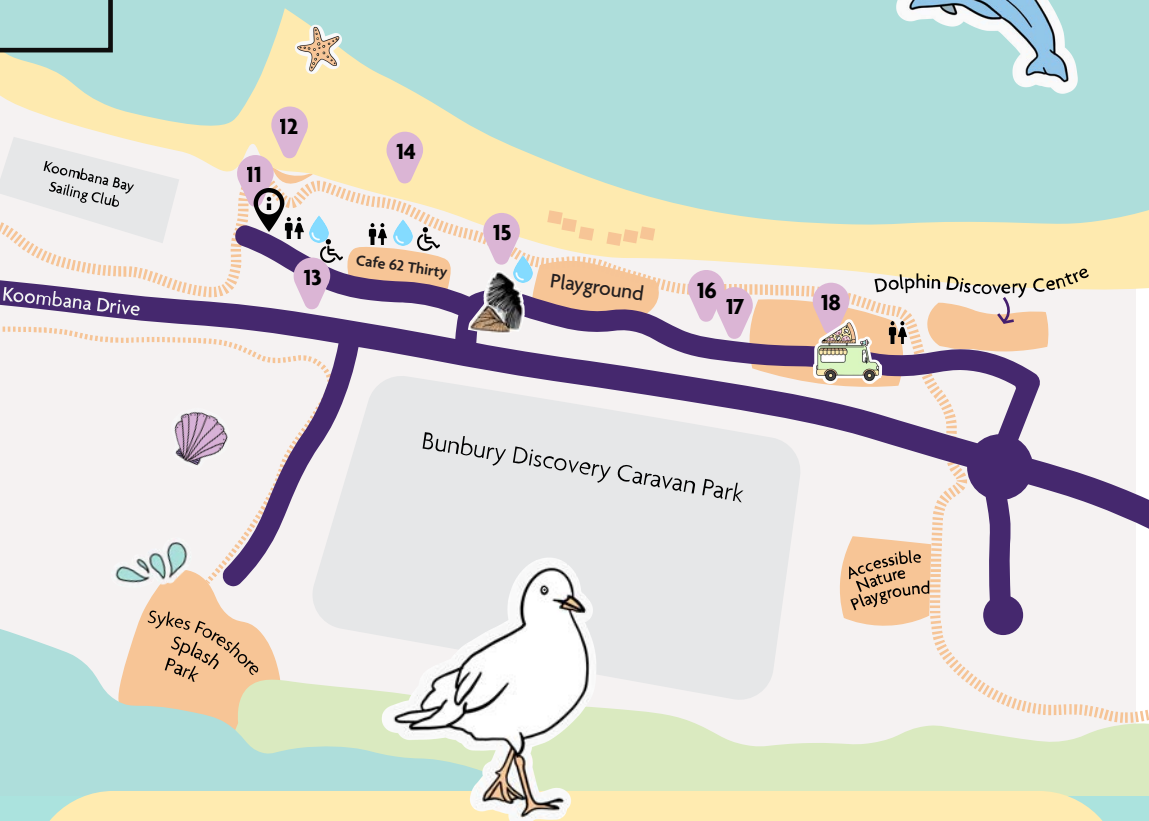 12
14
11
Koombana Bay
Sailing Club
i
15
13
Cafe 62 Thirty
Playground
16
17
18
Dolphin Discovery Centre
Koombana Drive
Bunbury Discovery Caravan Park
Accessible
Nature
Playground
Sykes Foreshore
Splash
Park